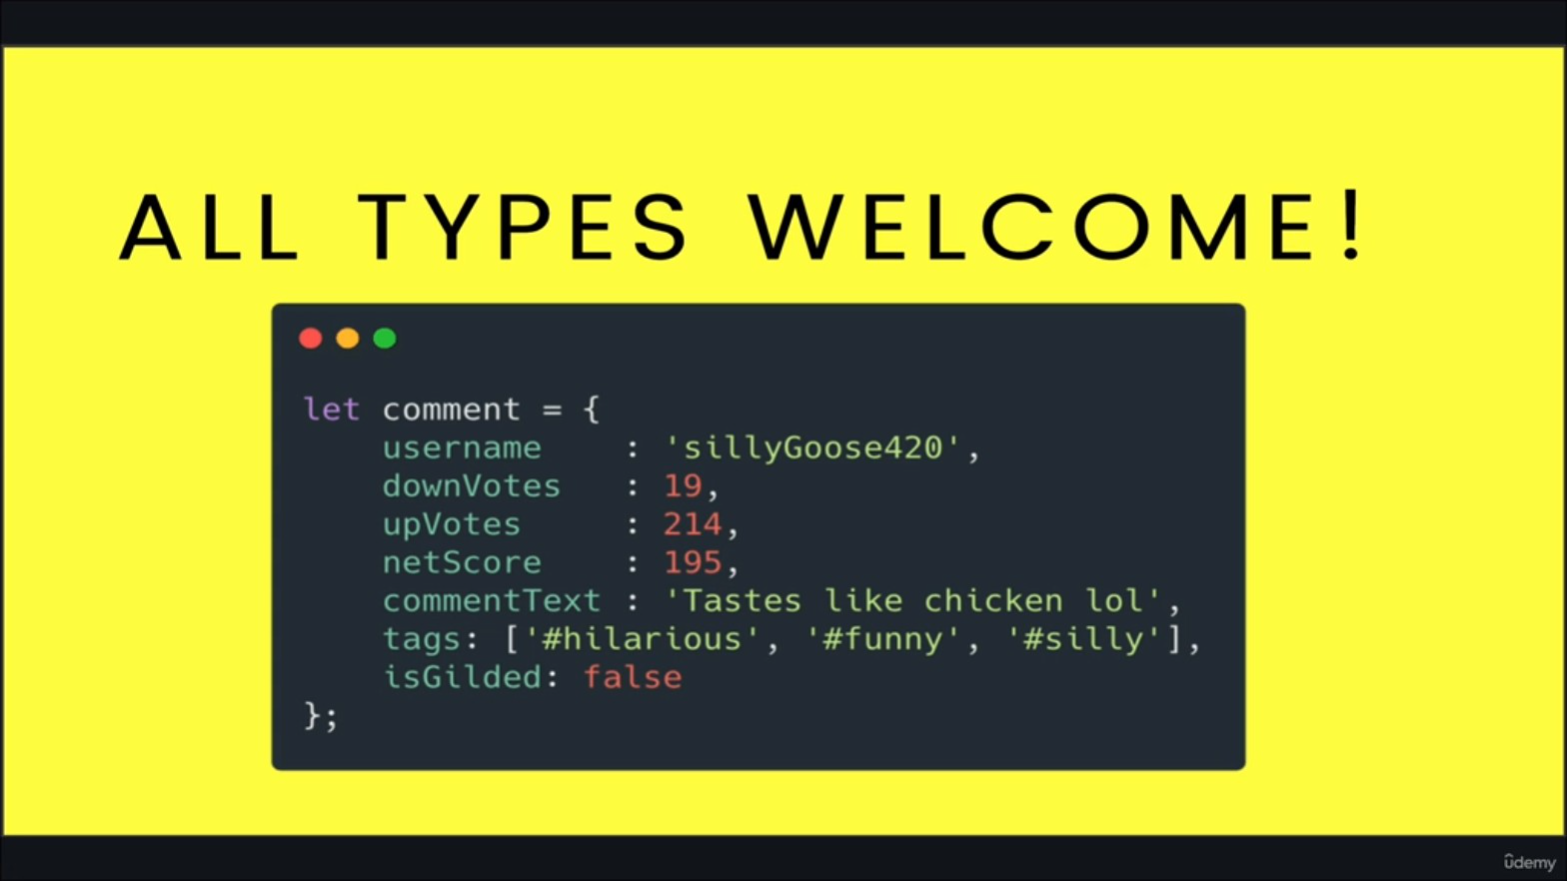 ALL TYPES WELCOME!
let comment = {
    username    : 'sillyGoose420',
    downVotes   : 19,
    upVotes     : 214,
    netScore    : 195,
    commentText : 'Tastes like chicken lol',
    tags: ['#hilarious', '#funny', '#silly'],
    isGilded: false
};
ûdemy